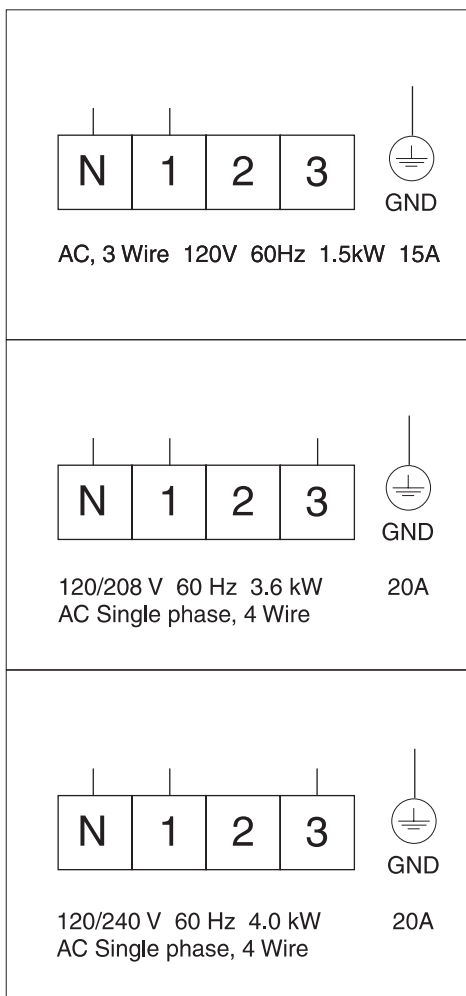 N 1 2 3
GND
AC, 3 Wire 120V 60Hz 1.5kW 15A
N 1 2 3
GND
120/208 V 60 Hz 3.6 kW 20A
AC Single phase, 4 Wire
N 1 2 3
GND
120/240 V 60 Hz 4.0 kW 20A
AC Single phase, 4 Wire